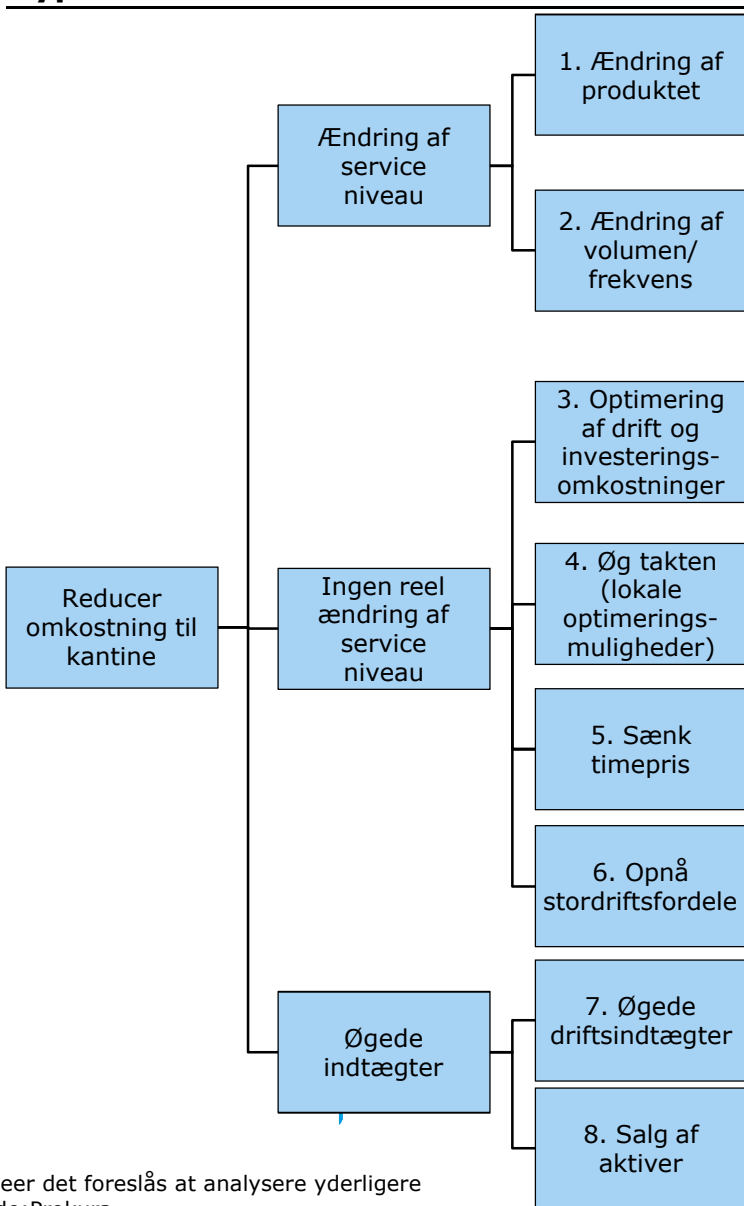 1. Ændring af
produktet
Ændring af
service
niveau
2. Ændring af
volumen/
frekvens
3. Optimering
af drift og
investerings-
omkostninger
Reducer
omkostning til
kantine
Ingen reel
ændring af
service
niveau
4. Øg takten
(lokale
optimerings-
muligheder)
5. Sænk
timepris
6. Opnå
stordriftsfordele
Øgede
indtægter
7. Øgede
driftsindtægter
8. Salg af
aktiver
det foreslås at analysere yderligere